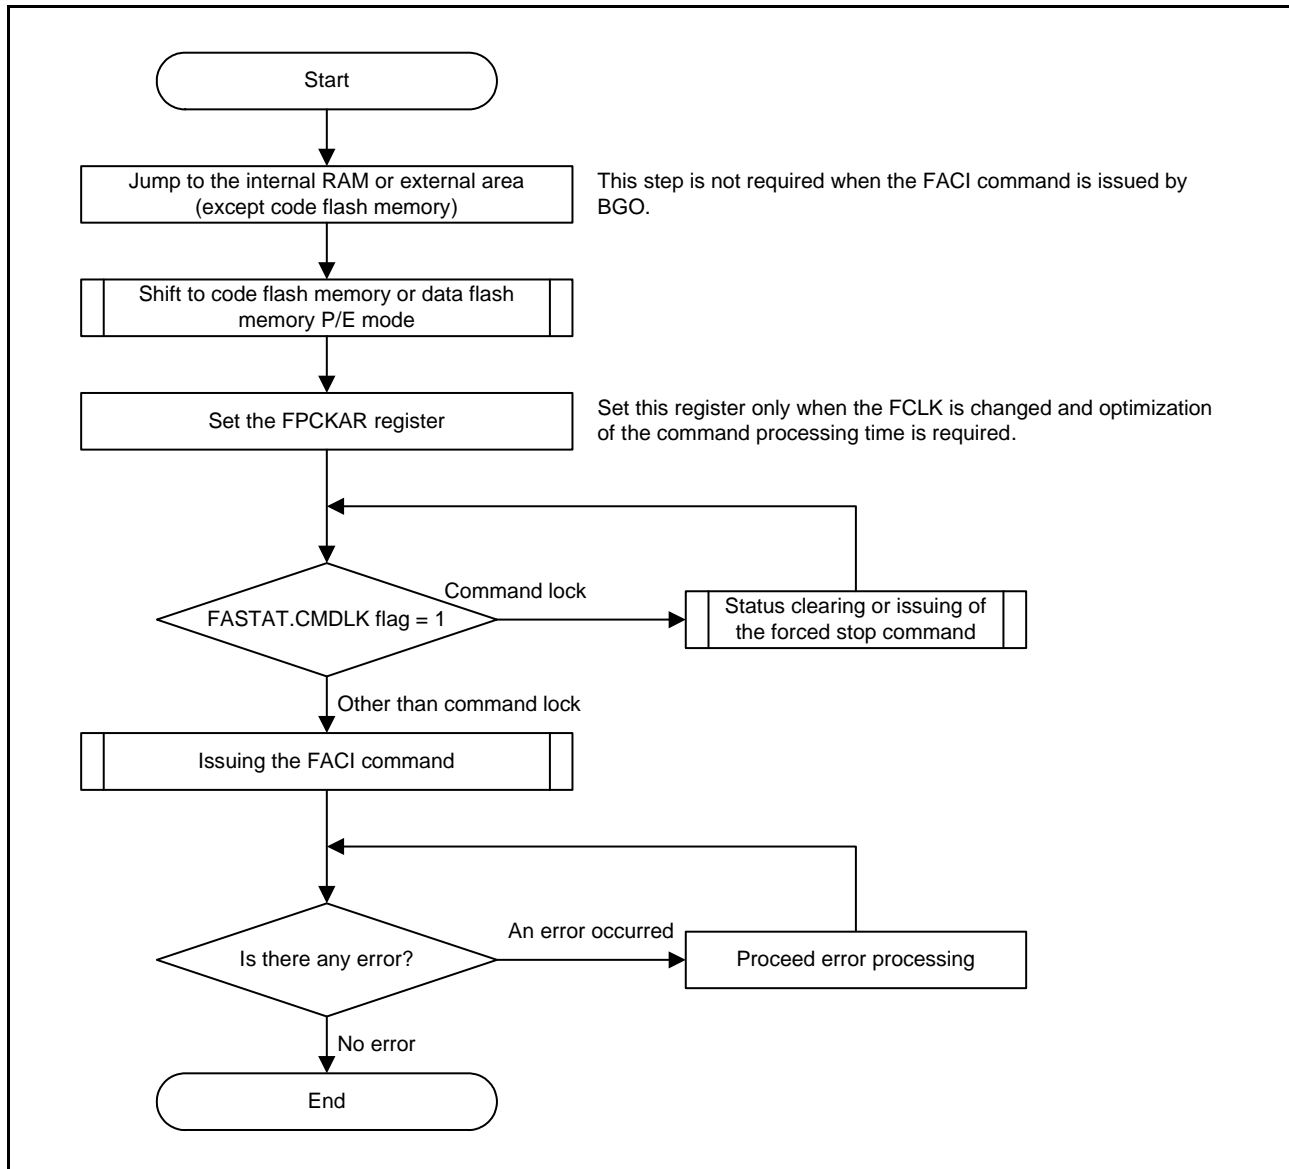 Start
Jump to the internal RAM or external area
(except code flash memory)
This step is not required when the FACI command is issued by
BGO.
Shift to code flash memory or data flash
memory P/E mode
Set the FPCKAR register
Set this register only when the FCLK is changed and optimization
of the command processing time is required.
FASTAT.CMDLK flag = 1
Command lock
Status clearing or issuing of
the forced stop command
Other than command lock
Issuing the FACI command
Is there any error?
An error occurred
Proceed error processing
No error
End